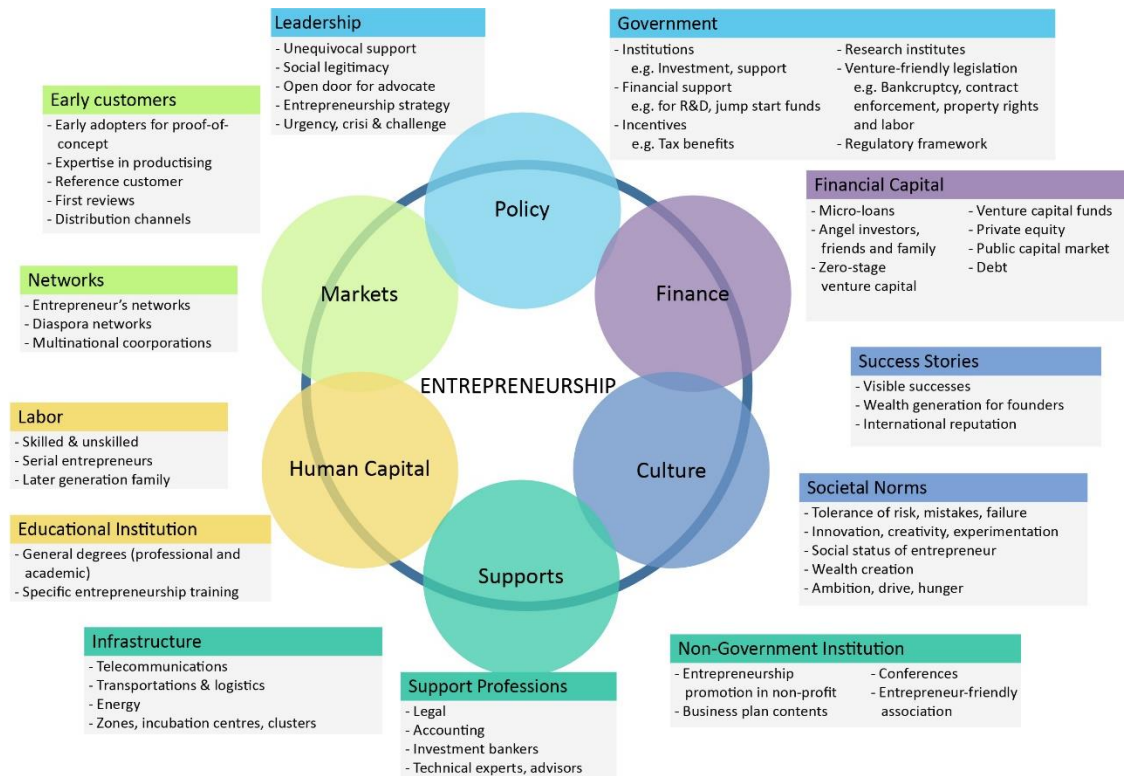 Leadership
- Unequivocal support
- Social legitimacy
- Open door for advocate
- Entrepreneurship strategy
- Urgency, crisi & challenge
Government
- Institutions
e.g. Investment, support
- Financial support
e.g. for R&D, jump start funds
- Incentives
e.g. Tax benefits
- Research institutes
- Venture-friendly legislation
e.g. Bankcruptcy, contract
enforcement, property rights
and labor
- Regulatory framework
Early customers
- Early adopters for proof-of-
concept
- Expertise in productising
- Reference customer
- First reviews
- Distribution channels
Financial Capital
- Micro-loans
- Angel investors,
friends and family
- Zero-stage
venture capital
- Venture capital funds
- Private equity
- Public capital market
- Debt
Policy
Markets
Finance
Networks
- Entrepreneur's networks
- Diaspora networks
- Multinational coorporations
ENTREPRENEURSHIP
Success Stories
- Visible successes
- Wealth generation for founders
- International reputation
Labor
- Skilled & unskilled
- Serial entrepreneurs
- Later generation family
Human Capital
Culture
Societal Norms
- Tolerance of risk, mistakes, failure
- Innovation, creativity, experimentation
- Social status of entrepreneur
- Wealth creation
- Ambition, drive, hunger
Educational Institution
- General degrees (professional and
academic)
- Specific entrepreneurship training
Supports
Infrastructure
- Telecommunications
- Transportations & logistics
- Energy
- Zones, incubation centres, clusters
Support Professions
- Legal
- Accounting
- Investment bankers
- Technical experts, advisors
Non-Government Institution
- Entrepreneurship
promotion in non-profit
- Business plan contents
- Conferences
- Entrepreneur-friendly
association